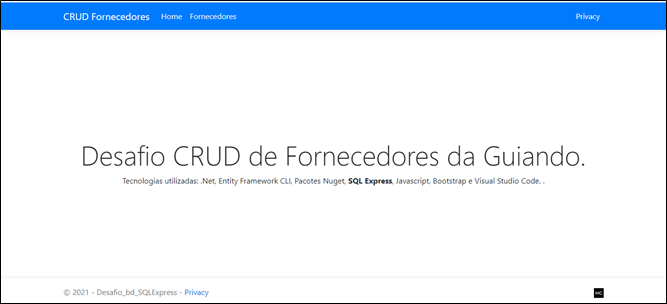 CRUD Fornecedores Home Fornecedores Privacy
Desafio CRUD de Fornecedores da Guiando.
Tecnologias utilizadas: .Net, Entity Framework CLI, Pacotes Nuget, SQL Express, Javascript, Bootstrap e Visual Studio Code. .
© 2021 - Desafio_bd_SQLExpress - Privacy